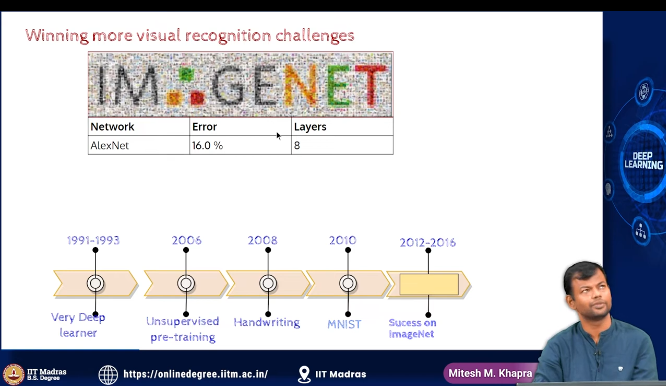 Winning more visual recognition challenges
IMAGENET
Network Error Layers
AlexNet 16.0 % 8
DEEP
LEARNING
1991-1993 2006 2008 2010 2012-2016
Very Deep
learner
Unsupervised
pre-training
Handwriting
MNIST
Sucess on
ImageNet
IIT Madras
B.S. Degree
https://onlinedegree.iitm.ac.in/
IIT Madras
Mitesh M. Khapra